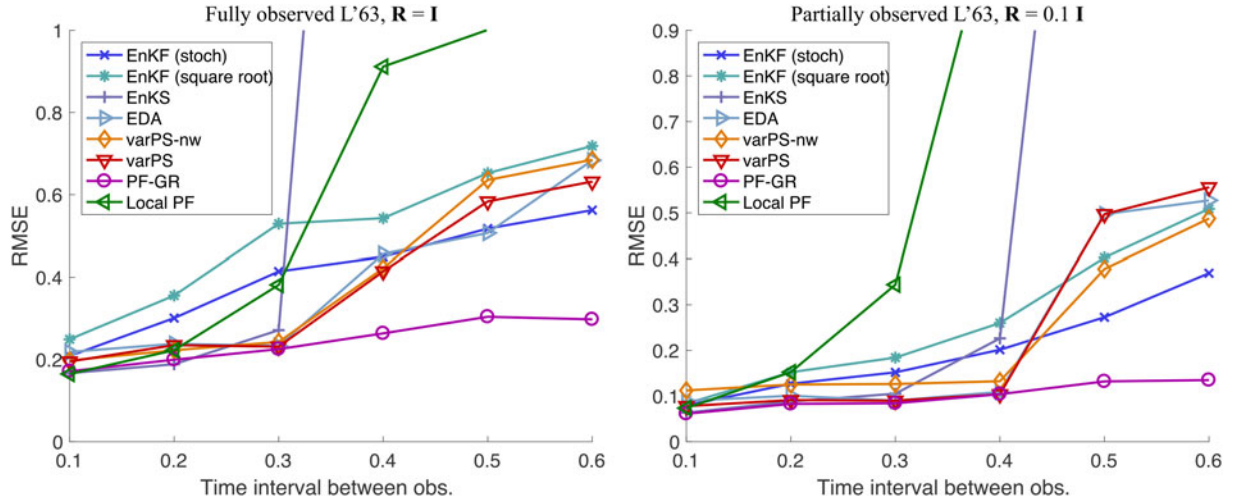 Fully observed L'63, R = I
1
0.8
0.6
0.4
0.2
0
RMSE
EnKF (stoch)
EnKF (square root)
EnKS
EDA
varPS-nw
varPS
PF-GR
Local PF
0.1 0.2 0.3 0.4 0.5 0.6
Time interval between obs.
Partially observed L'63, R = 0.1 I
0.9
0.8
0.7
0.6
0.5
0.4
0.3
0.2
0.1
0
RMSE
EnKF (stoch)
EnKF (square root)
EnKS
EDA
varPS-nw
varPS
PF-GR
Local PF
0.1 0.2 0.3 0.4 0.5 0.6
Time interval between obs.